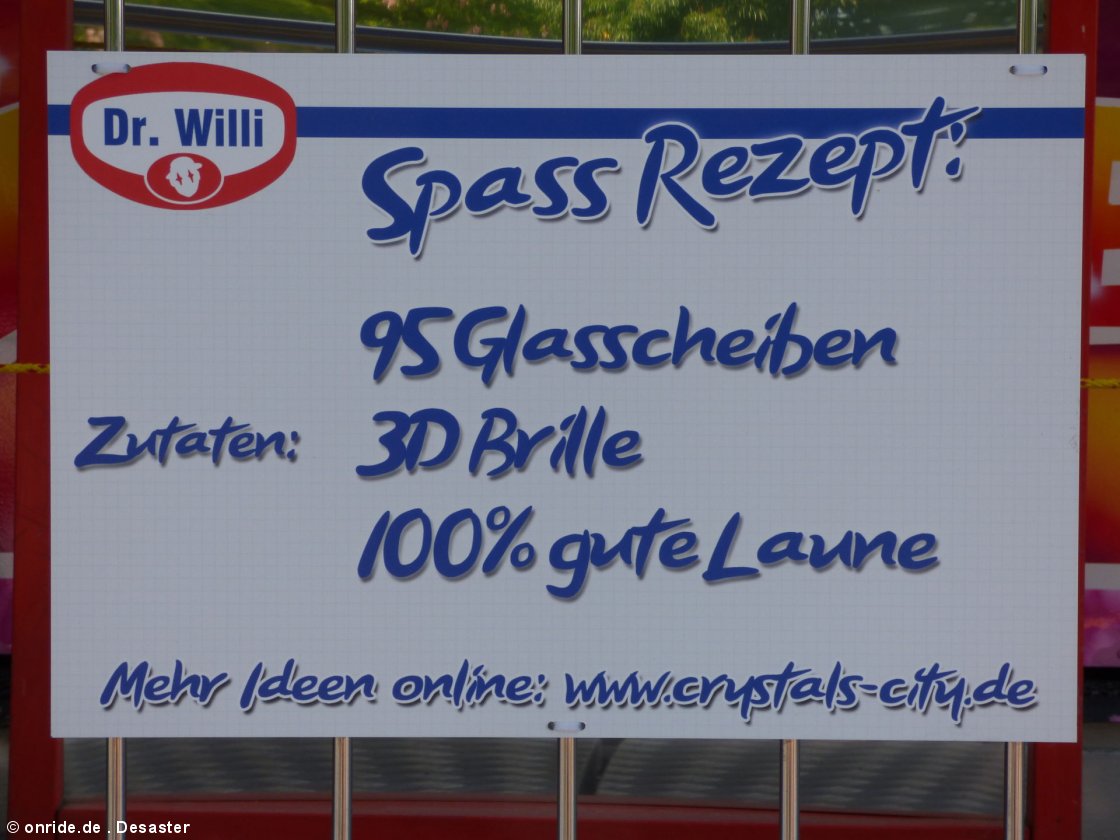 Dr. Willi
Spass Rezept:
95 Glasscheiben
Zutaten: 3D Brille
100% gute Laune
Mehr Ideen online: www.crystals-city.de
© onride.de . Desaster